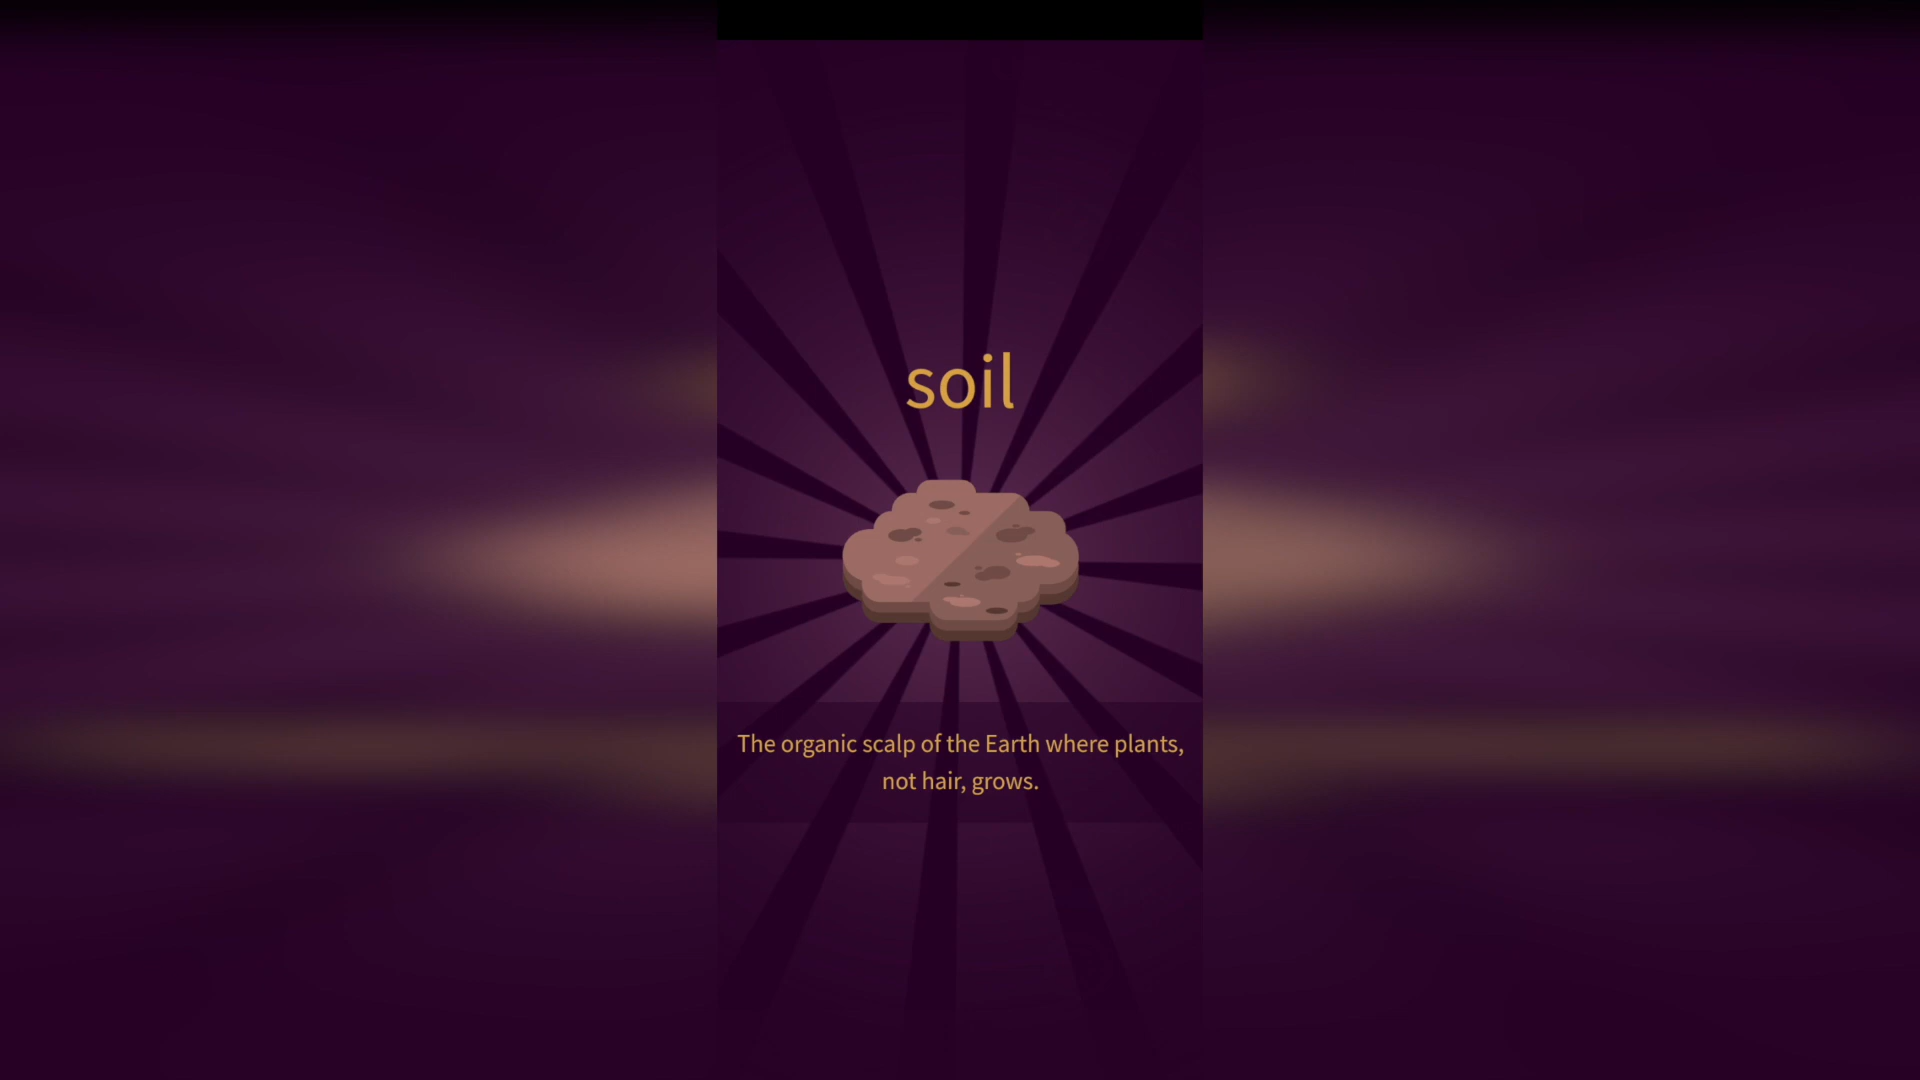 soil
The organic scalp of the Earth where plants,
not hair, grows.